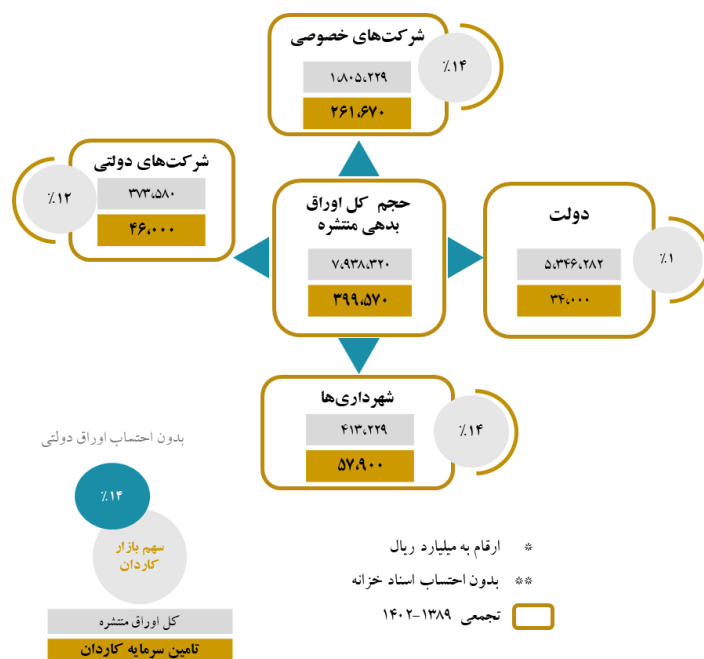 شرکت‌های خصوصی
۱،۸۰۵،۲۲۹
۲۶۱،۶۷۰
٪۱۴
شرکت‌های دولتی
۳۷۳،۵۸۰
۴۶،۰۰۰
٪۱۲
حجم کل اوراق
بدهی منتشره
۷،۹۳۸،۳۲۰
۳۹۹،۵۷۰
دولت
۵،۳۴۶،۲۸۲
۳۴،۰۰۰
٪۱
شهرداری‌ها
۴۱۳،۲۲۹
۵۷،۹۰۰
٪۱۴
بدون احتساب اوراق دولتی
٪۱۴
سهم بازار
کاردان
کل اوراق منتشره
تامین سرمایه کاردان
* ارقام به میلیارد ریال
** بدون احتساب اسناد خزانه
تجمعی ۱۳۸۹-۱۴۰۲